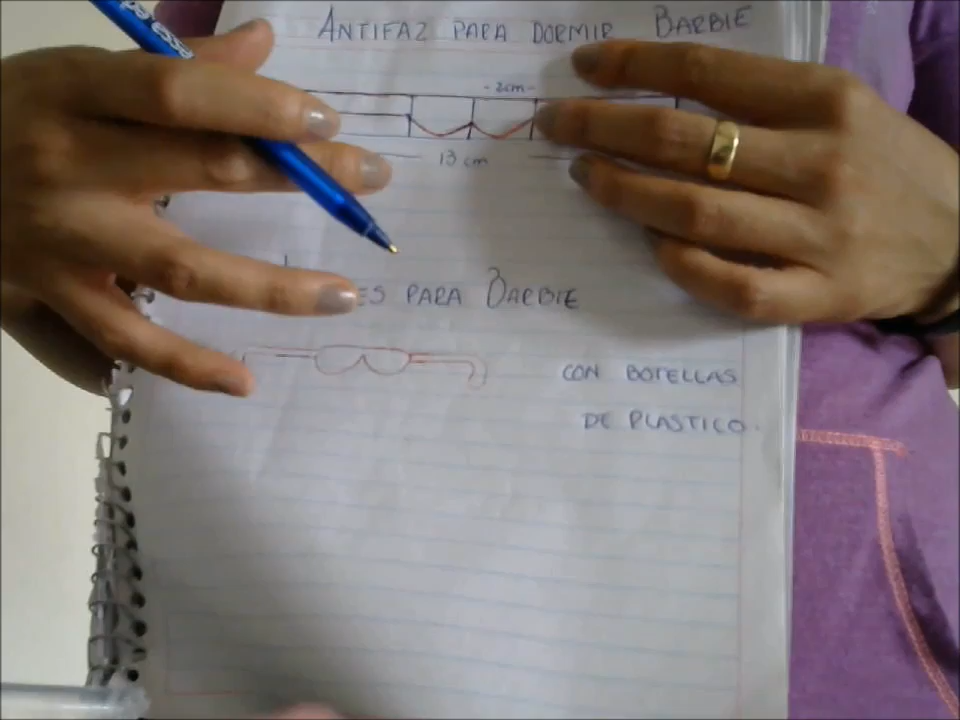 ANTIFAZ PARA DORMIR BARBIE
-2cm-
13 cm
PARA BARBIE
CON BOTELLAS
DE PLASTICO.